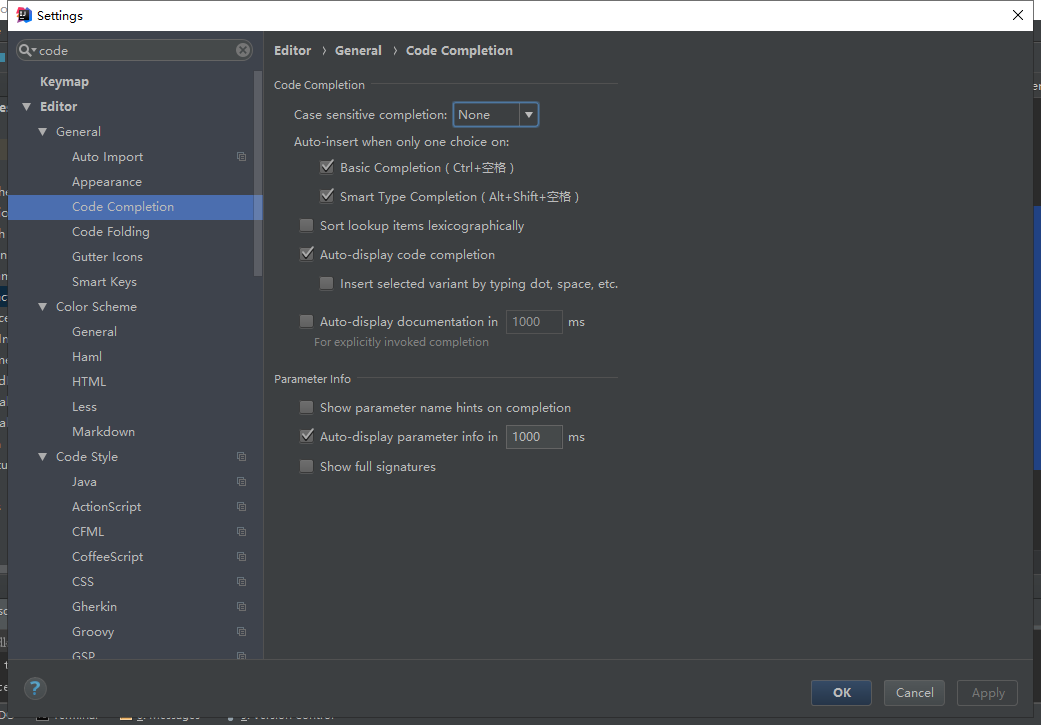 Settings
code
Keymap
Editor
General
Auto Import
Appearance
Code Completion
Code Folding
Gutter Icons
Smart Keys
Color Scheme
General
Haml
HTML
Less
Markdown
Code Style
Java
ActionScript
CFML
CoffeeScript
CSS
Gherkin
Groovy
GSP
Editor › General › Code Completion
Code Completion
Case sensitive completion: None
Auto-insert when only one choice on:
Basic Completion ( Ctrl+空格 )
Smart Type Completion ( Alt+Shift+空格 )
Sort lookup items lexicographically
Auto-display code completion
Insert selected variant by typing dot, space, etc.
Auto-display documentation in 1000 ms
For explicitly invoked completion
Parameter Info
Show parameter name hints on completion
Auto-display parameter info in 1000 ms
Show full signatures
?
OK
Cancel
Apply